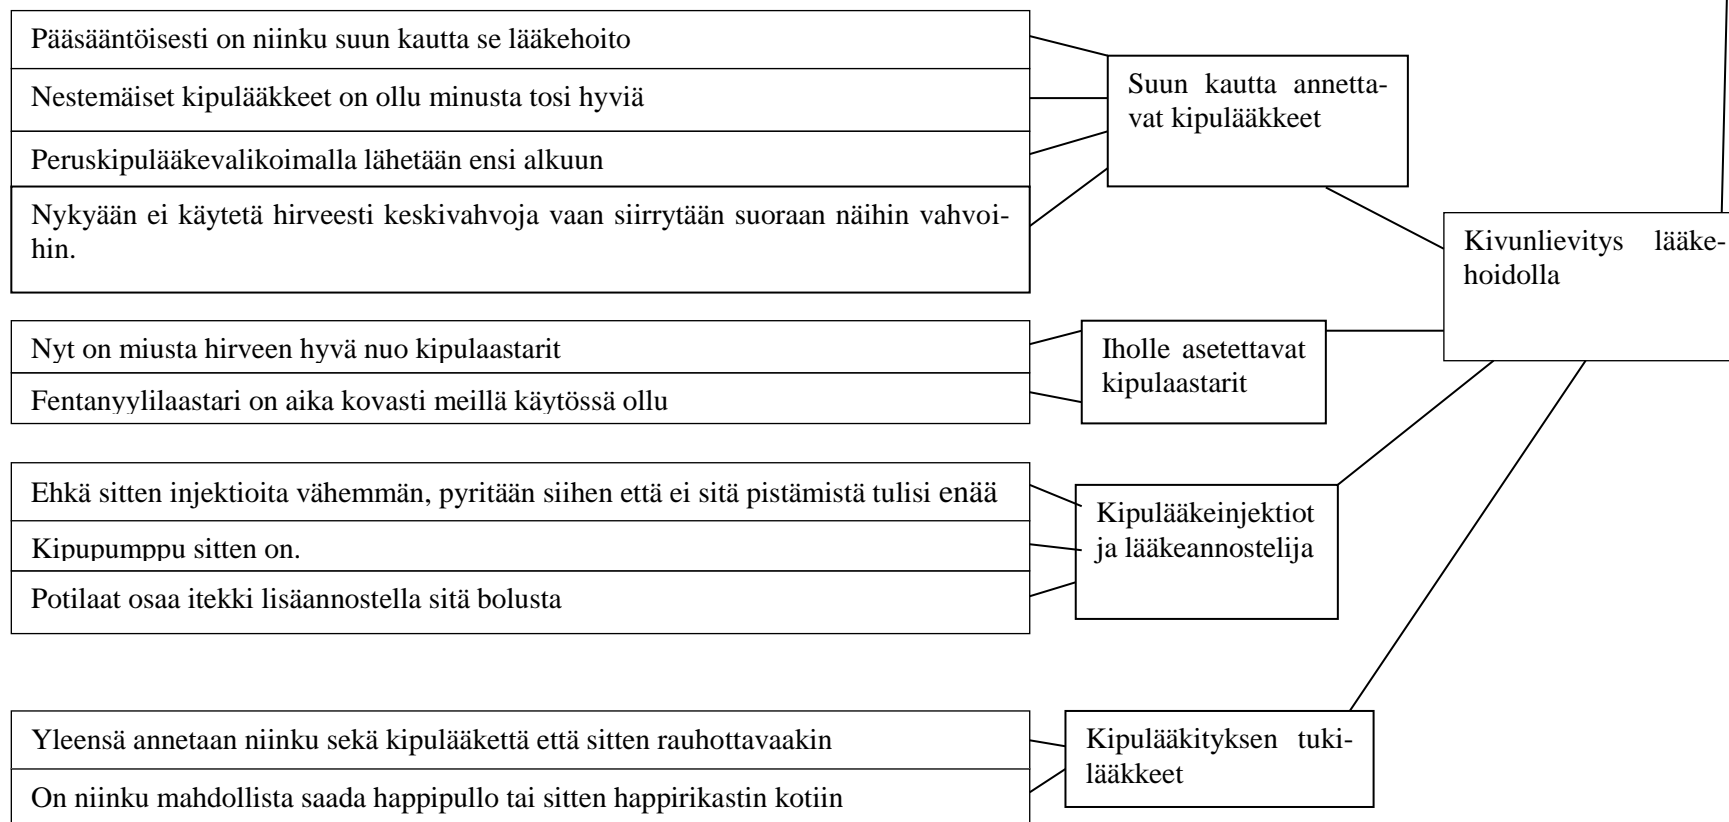 Pääsääntöisesti on niinku suun kautta se lääkehoito
Nestemäiset kipulääkkeet on ollu minusta tosi hyviä
Peruskipulääkevalikoimalla lähetään ensi alkuun
Nykyään ei käytetä hirveesti keskivahvoja vaan siirrytään suoraan näihin vahvoi-
hin.
Suun kautta annetta-
vat kipulääkkeet
Nyt on miusta hirveen hyvä nuo kipulaastarit
Fentanyylilaastari on aika kovasti meillä käytössä ollu
Iholle asetettavat
kipulaastarit
Ehkä sitten injektioita vähemmän, pyritään siihen että ei sitä pistämistä tulisi enää
Kipupumppu sitten on.
Potilaat osaa itekki lisäannostella sitä bolusta
Kipulääkeinjektiot
ja lääkeannostelija
Yleensä annetaan niinku sekä kipulääkettä että sitten rauhottavaakin
On niinku mahdollista saada happipullo tai sitten happirikastin kotiin
Kipulääkityksen tuki-
lääkkeet
Kivunlievitys lääke-
hoidolla